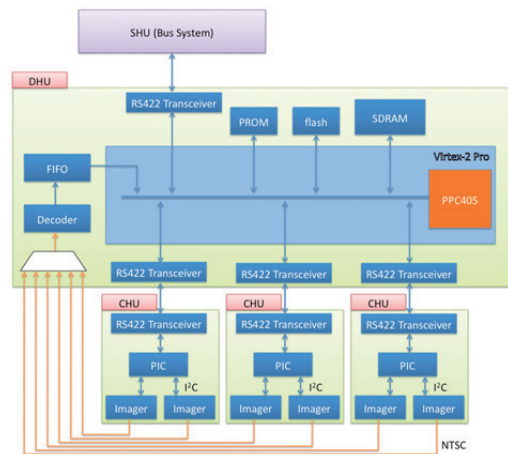 SHU (Bus System)
DHU
RS422 Transceiver
PROM
flash
SDRAM
Virtex-2 Pro
FIFO
PPC405
Decoder
RS422 Transceiver
RS422 Transceiver
RS422 Transceiver
CHU
CHU
CHU
RS422 Transceiver
RS422 Transceiver
RS422 Transceiver
PIC
PIC
PIC
I²C
I²C
I²C
Imager
Imager
Imager
Imager
Imager
Imager
NTSC